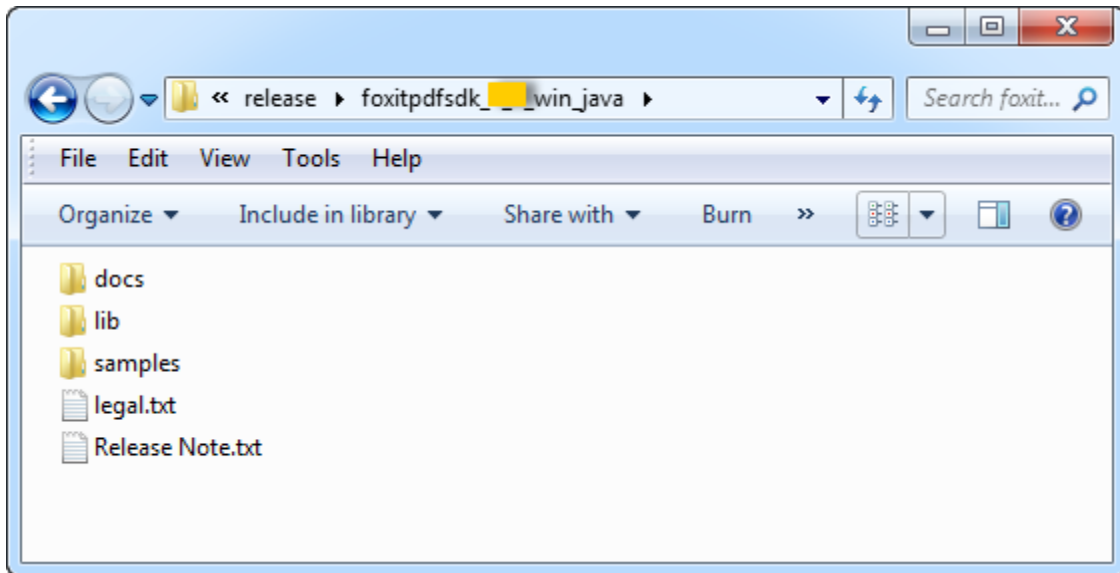 « release ▸ foxitpdfsdk_ _ _win_java ▸ Search foxit...
File Edit View Tools Help
Organize ▾ Include in library ▾ Share with ▾ Burn »
docs
lib
samples
legal.txt
Release Note.txt